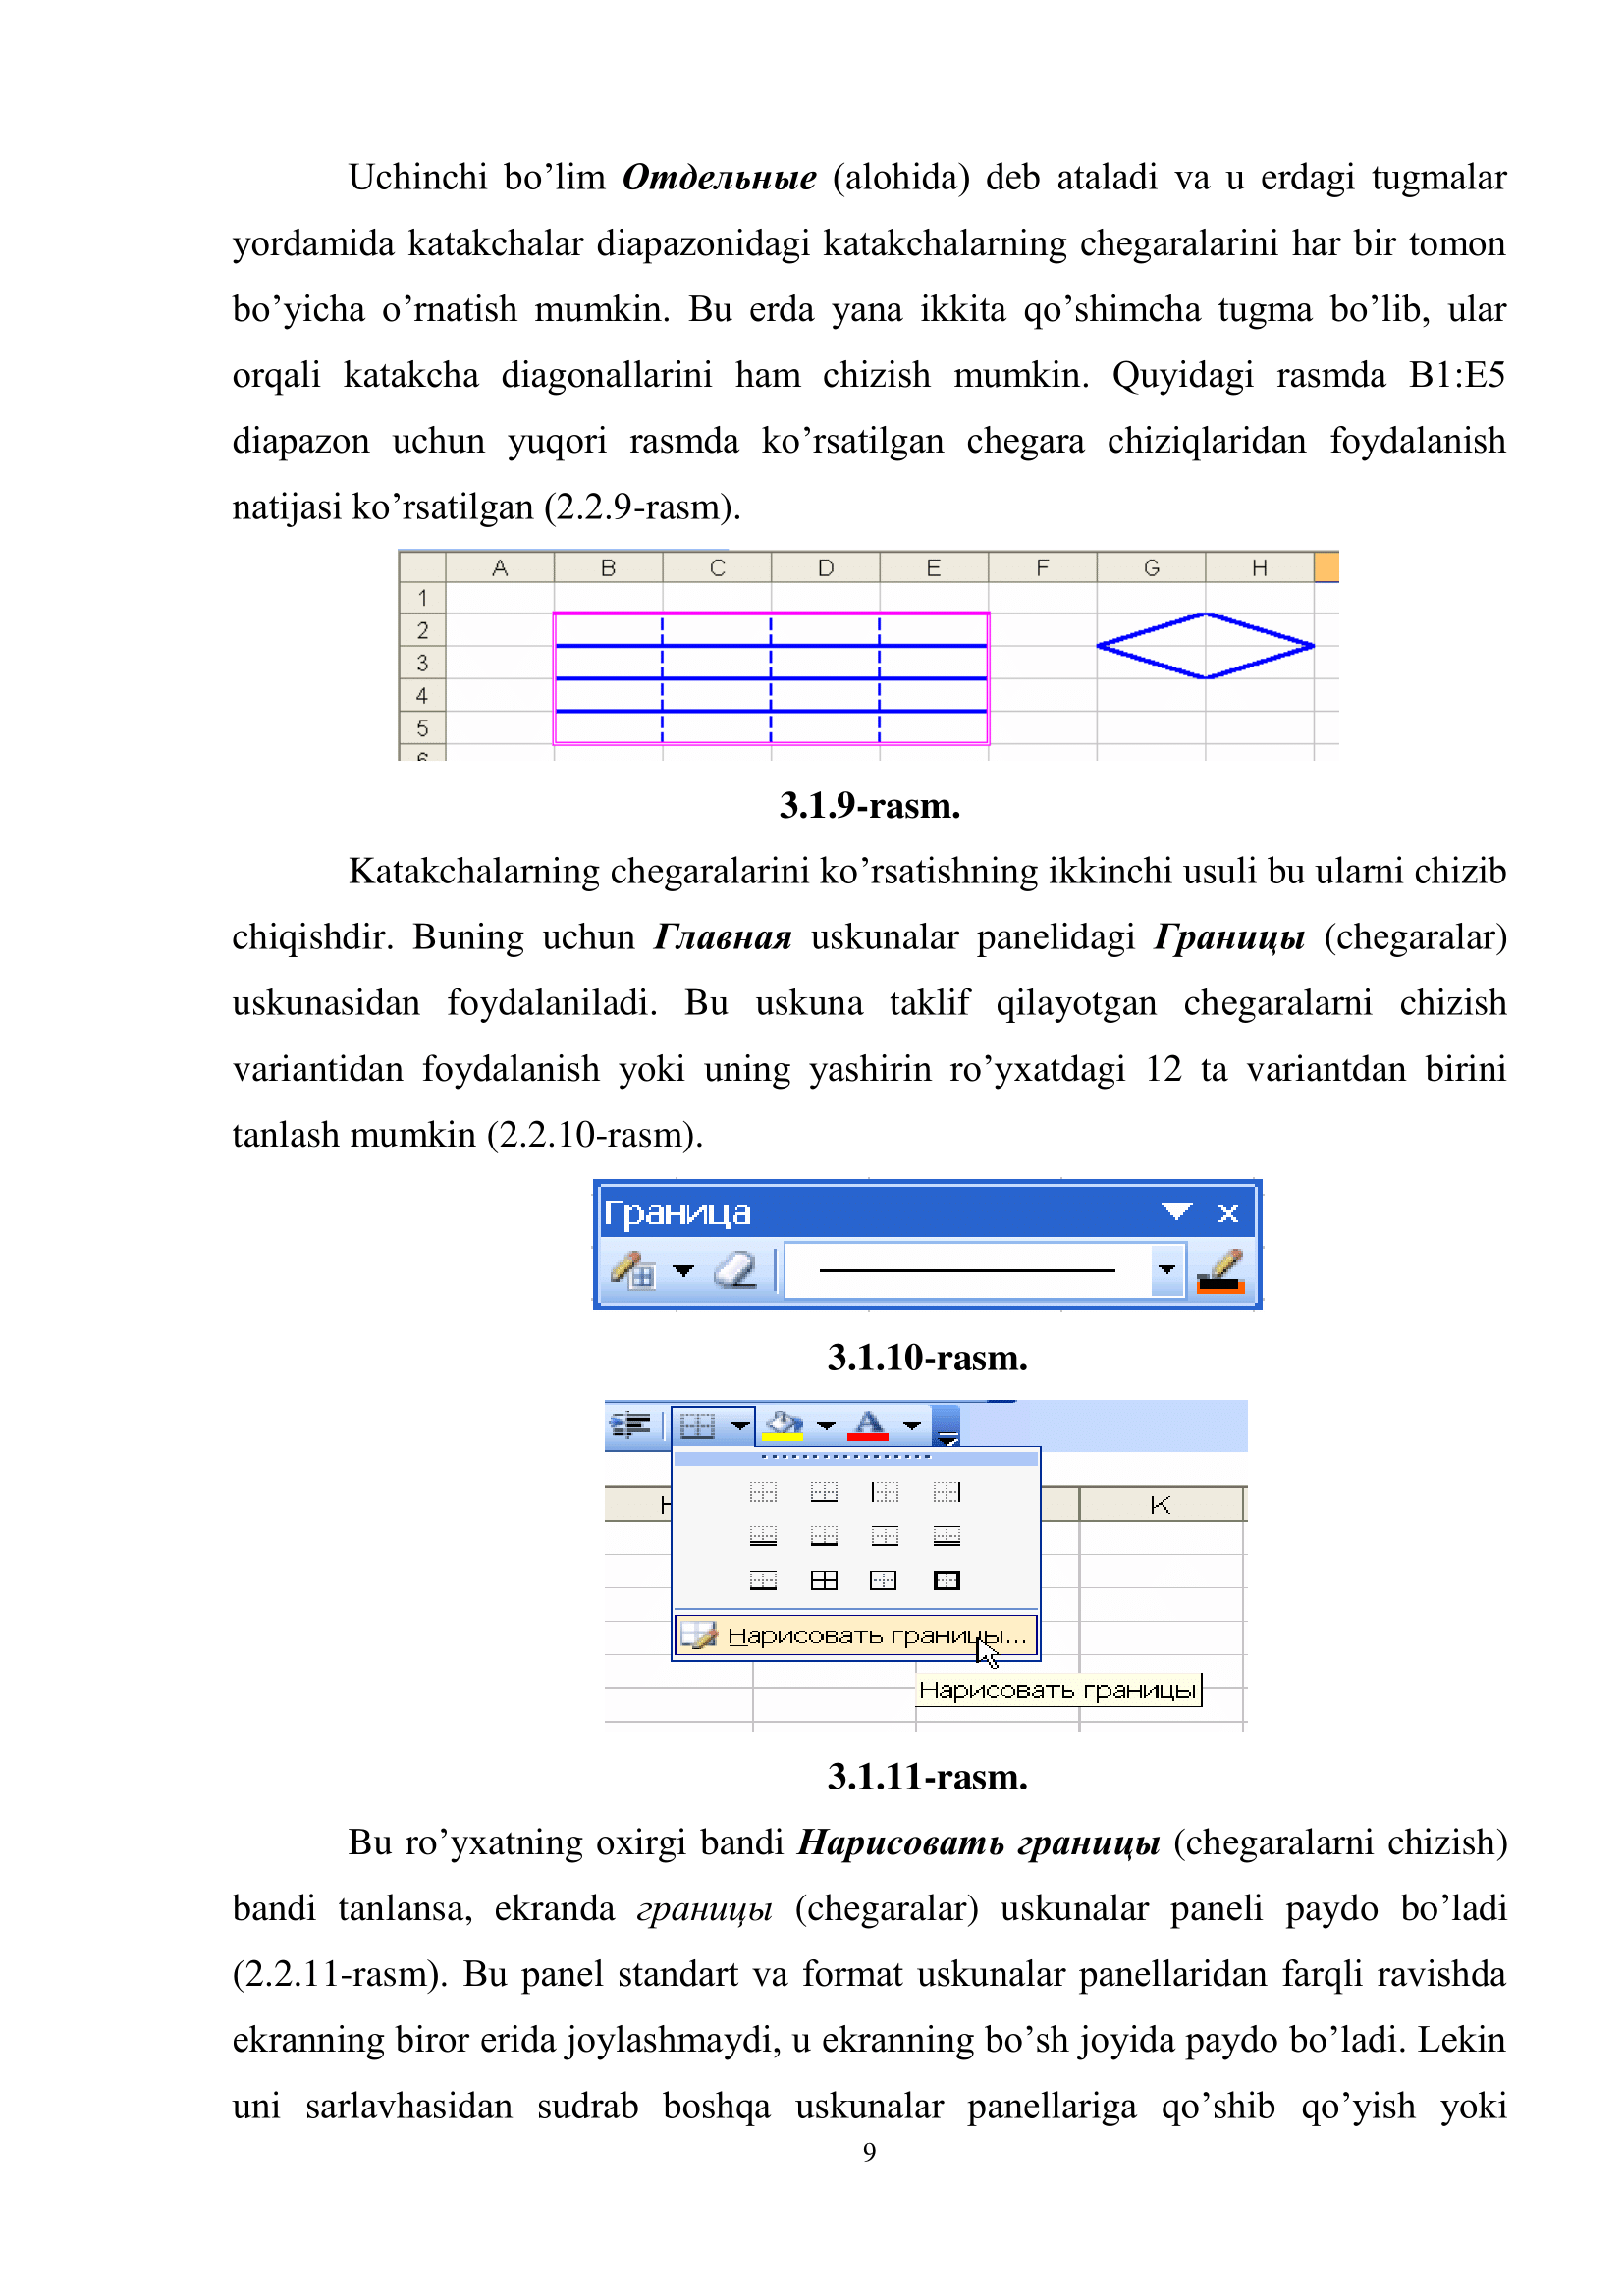 Uchinchi bo’lim Отдельные (alohida) deb ataladi va u erdagi tugmalar
yordamida katakchalar diapazonidagi katakchalarning chegaralarini har bir tomon
bo’yicha o’rnatish mumkin. Bu erda yana ikkita qo’shimcha tugma bo’lib, ular
orqali katakcha diagonallarini ham chizish mumkin. Quyidagi rasmda B1:E5
diapazon uchun yuqori rasmda ko’rsatilgan chegara chiziqlaridan foydalanish
natijasi ko’rsatilgan (2.2.9-rasm).
A B C D E F G H
1
2
3
4
5
6
3.1.9-rasm.
Katakchalarning chegaralarini ko’rsatishning ikkinchi usuli bu ularni chizib
chiqishdir. Buning uchun Главная uskunalar panelidagi Границы (chegaralar)
uskunasidan foydalaniladi. Bu uskuna taklif qilayotgan chegaralarni chizish
variantidan foydalanish yoki uning yashirin ro’yxatdagi 12 ta variantdan birini
tanlash mumkin (2.2.10-rasm).
Граница
3.1.10-rasm.
A
K
Нарисовать границы...
Нарисовать границы
3.1.11-rasm.
Bu ro’yxatning oxirgi bandi Нарисовать границы (chegaralarni chizish)
bandi tanlansa, ekranda границы (chegaralar) uskunalar paneli paydo bo’ladi
(2.2.11-rasm). Bu panel standart va format uskunalar panellaridan farqli ravishda
ekranning biror erida joylashmaydi, u ekranning bo’sh joyida paydo bo’ladi. Lekin
uni sarlavhasidan sudrab boshqa uskunalar panellariga qo’shib qo’yish yoki
9